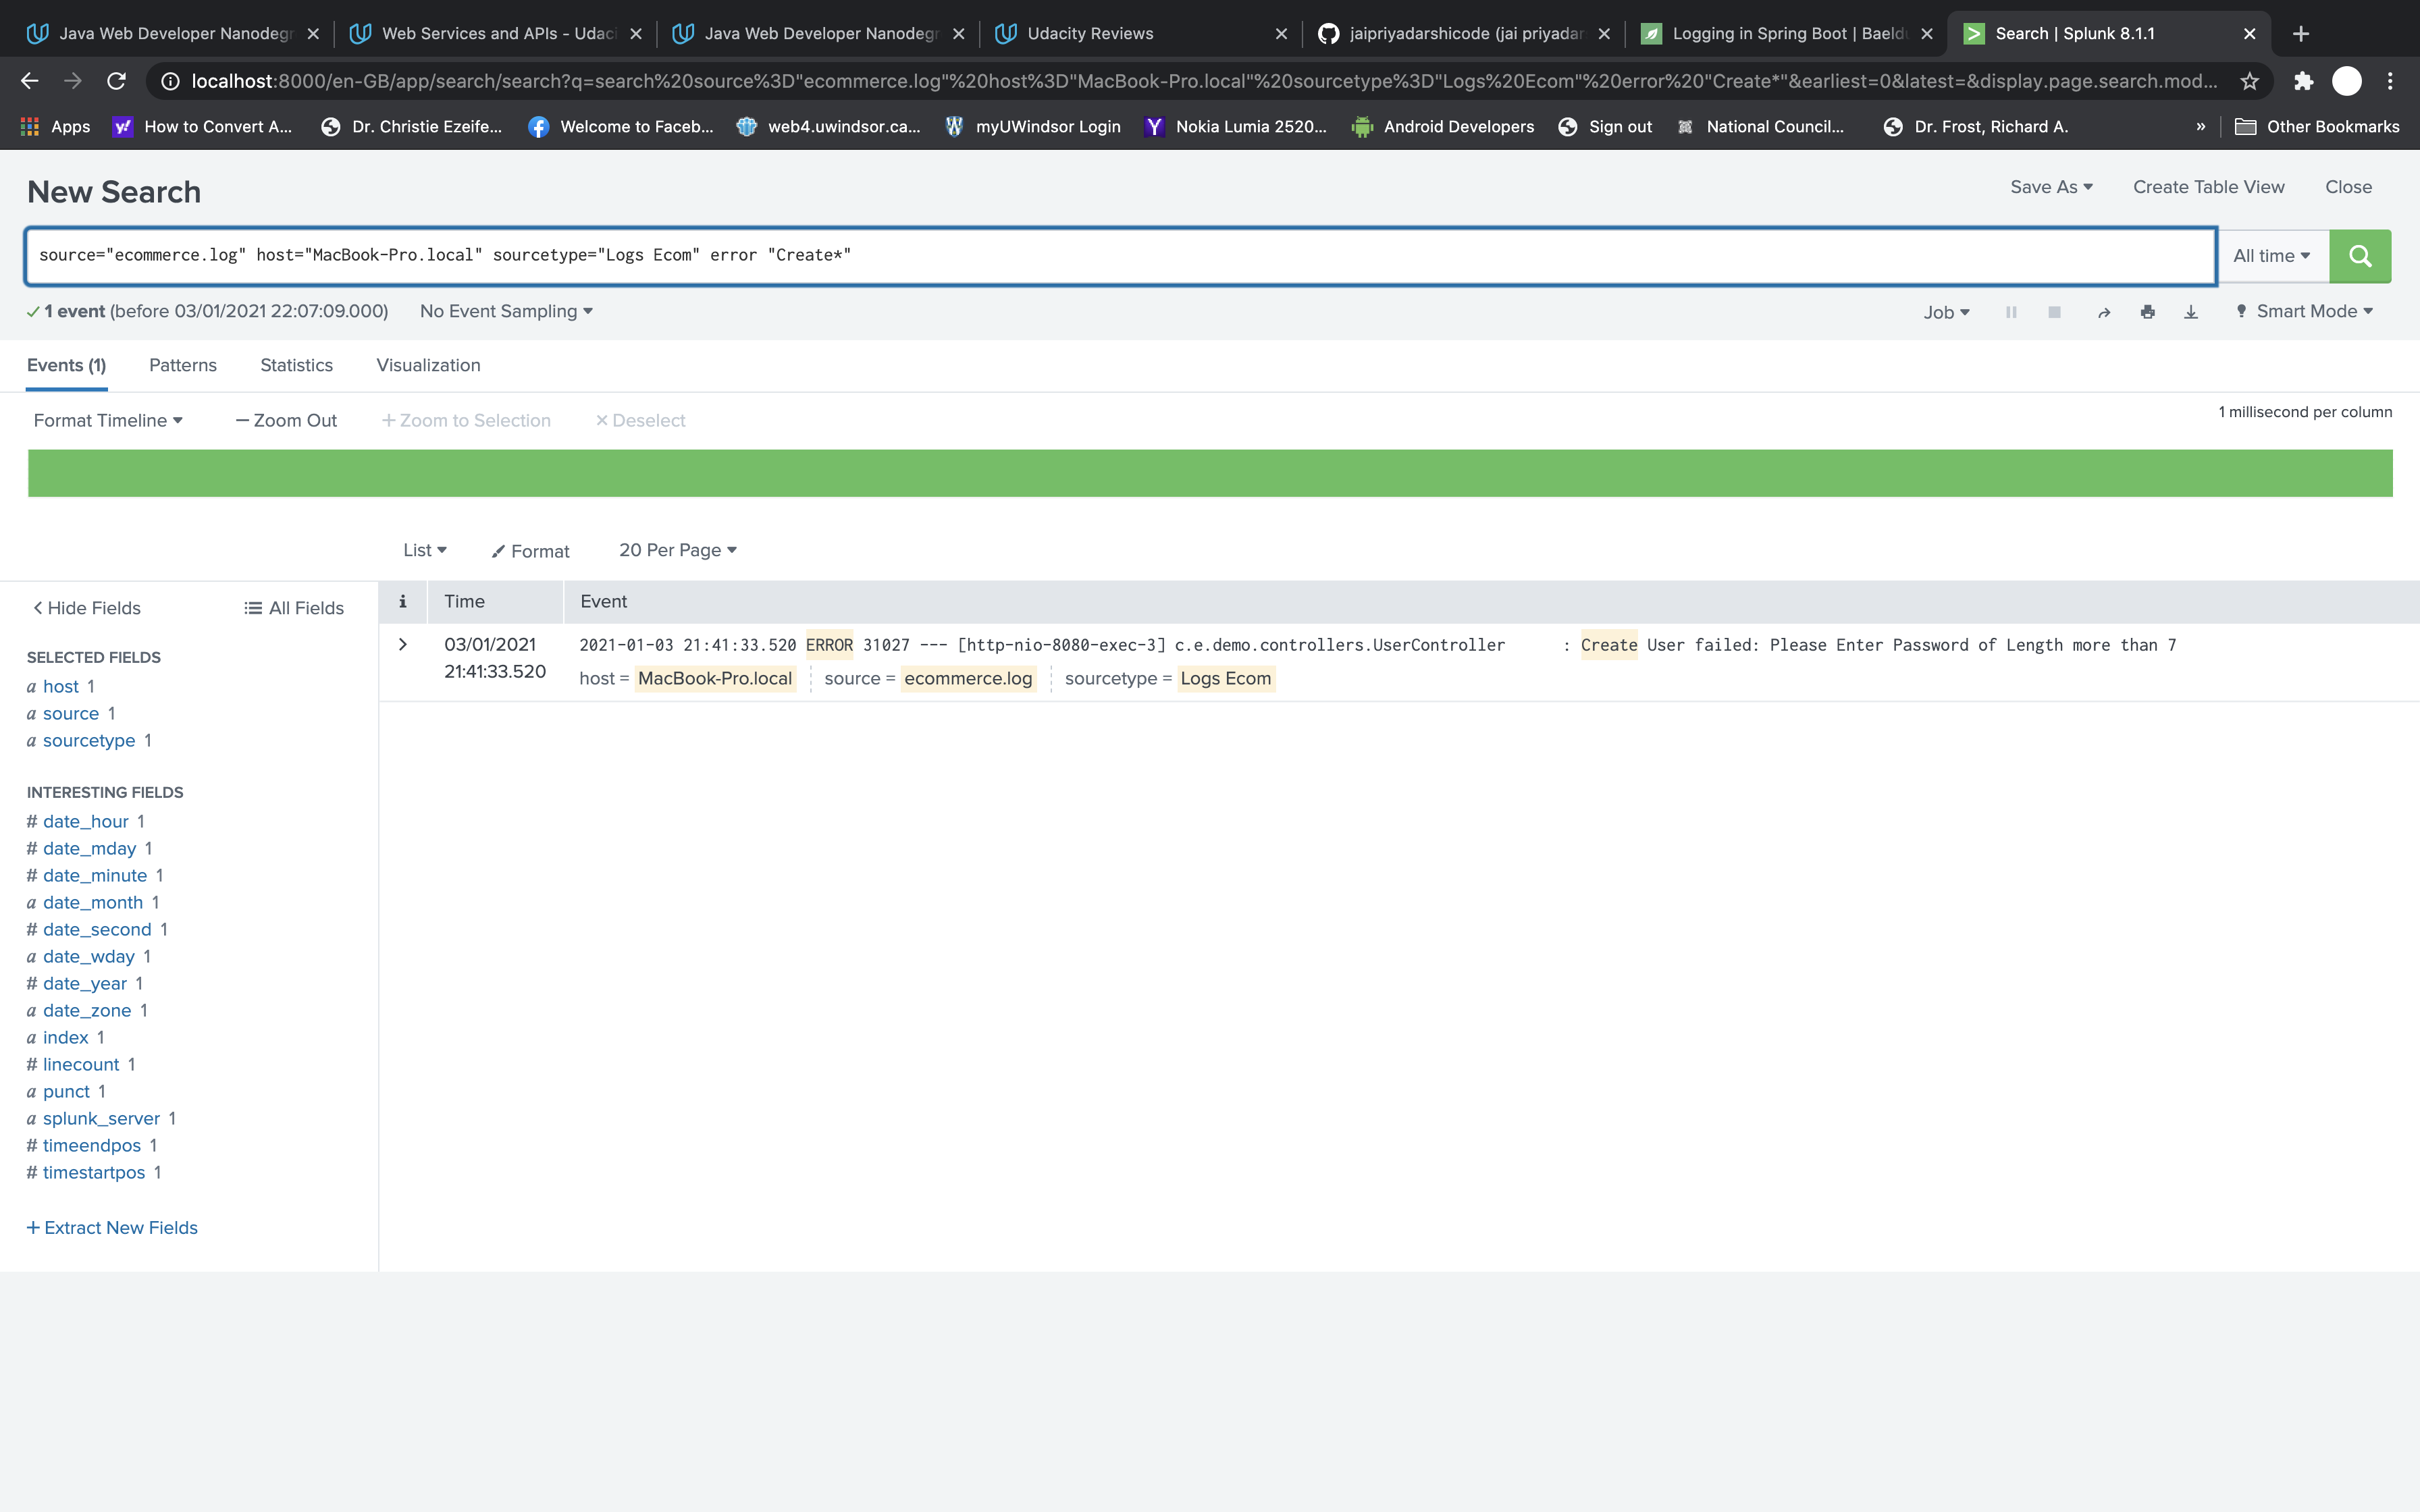 Java Web Developer Nanodegr
Web Services and APIs - Udaci
Java Web Developer Nanodegr
Udacity Reviews
jaipriyadarshicode (jai priyadar
Logging in Spring Boot | Baeldu
Search | Splunk 8.1.1
localhost:8000/en-GB/app/search/search?q=search%20source%3D"ecommerce.log"%20host%3D"MacBook-Pro.local"%20sourcetype%3D"Logs%20Ecom"%20error%20"Create*"&earliest=0&latest=&display.page.search.mod...
Apps How to Convert A... Dr. Christie Ezeife... Welcome to Faceb... web4.uwindsor.ca... myUWindsor Login Nokia Lumia 2520... Android Developers Sign out National Council... Dr. Frost, Richard A. » Other Bookmarks
New Search
Save As Create Table View Close
source="ecommerce.log" host="MacBook-Pro.local" sourcetype="Logs Ecom" error "Create*"
All time
1 event (before 03/01/2021 22:07:09.000) No Event Sampling
Job Smart Mode
Events (1) Patterns Statistics Visualization
Format Timeline — Zoom Out + Zoom to Selection × Deselect
1 millisecond per column
List Format 20 Per Page
< Hide Fields All Fields
i Time Event
SELECTED FIELDS
a host 1
a source 1
a sourcetype 1
INTERESTING FIELDS
# date_hour 1
# date_mday 1
# date_minute 1
a date_month 1
# date_second 1
a date_wday 1
# date_year 1
a date_zone 1
a index 1
# linecount 1
a punct 1
a splunk_server 1
# timeendpos 1
# timestartpos 1
+ Extract New Fields
> 03/01/2021
21:41:33.520
2021-01-03 21:41:33.520 ERROR 31027 --- [http-nio-8080-exec-3] c.e.demo.controllers.UserController : Create User failed: Please Enter Password of Length more than 7
host = MacBook-Pro.local source = ecommerce.log sourcetype = Logs Ecom